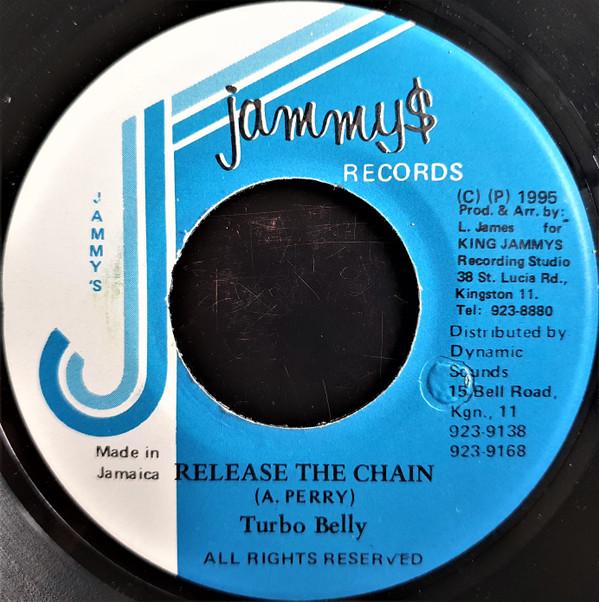 jammy$
RECORDS
JAMMY'S
(C) (P) 1995
Prod. & Arr. by:
L. James for
KING JAMMYS
Recording Studio
38 St. Lucia Rd.,
Kingston 11.
Tel: 923-8880
Distributed by
Dynamic
Sounds
15 Bell Road,
Kgn., 11
923-9138
923-9168
Made in
Jamaica
RELEASE THE CHAIN
(A. PERRY)
Turbo Belly
ALL RIGHTS RESERVED